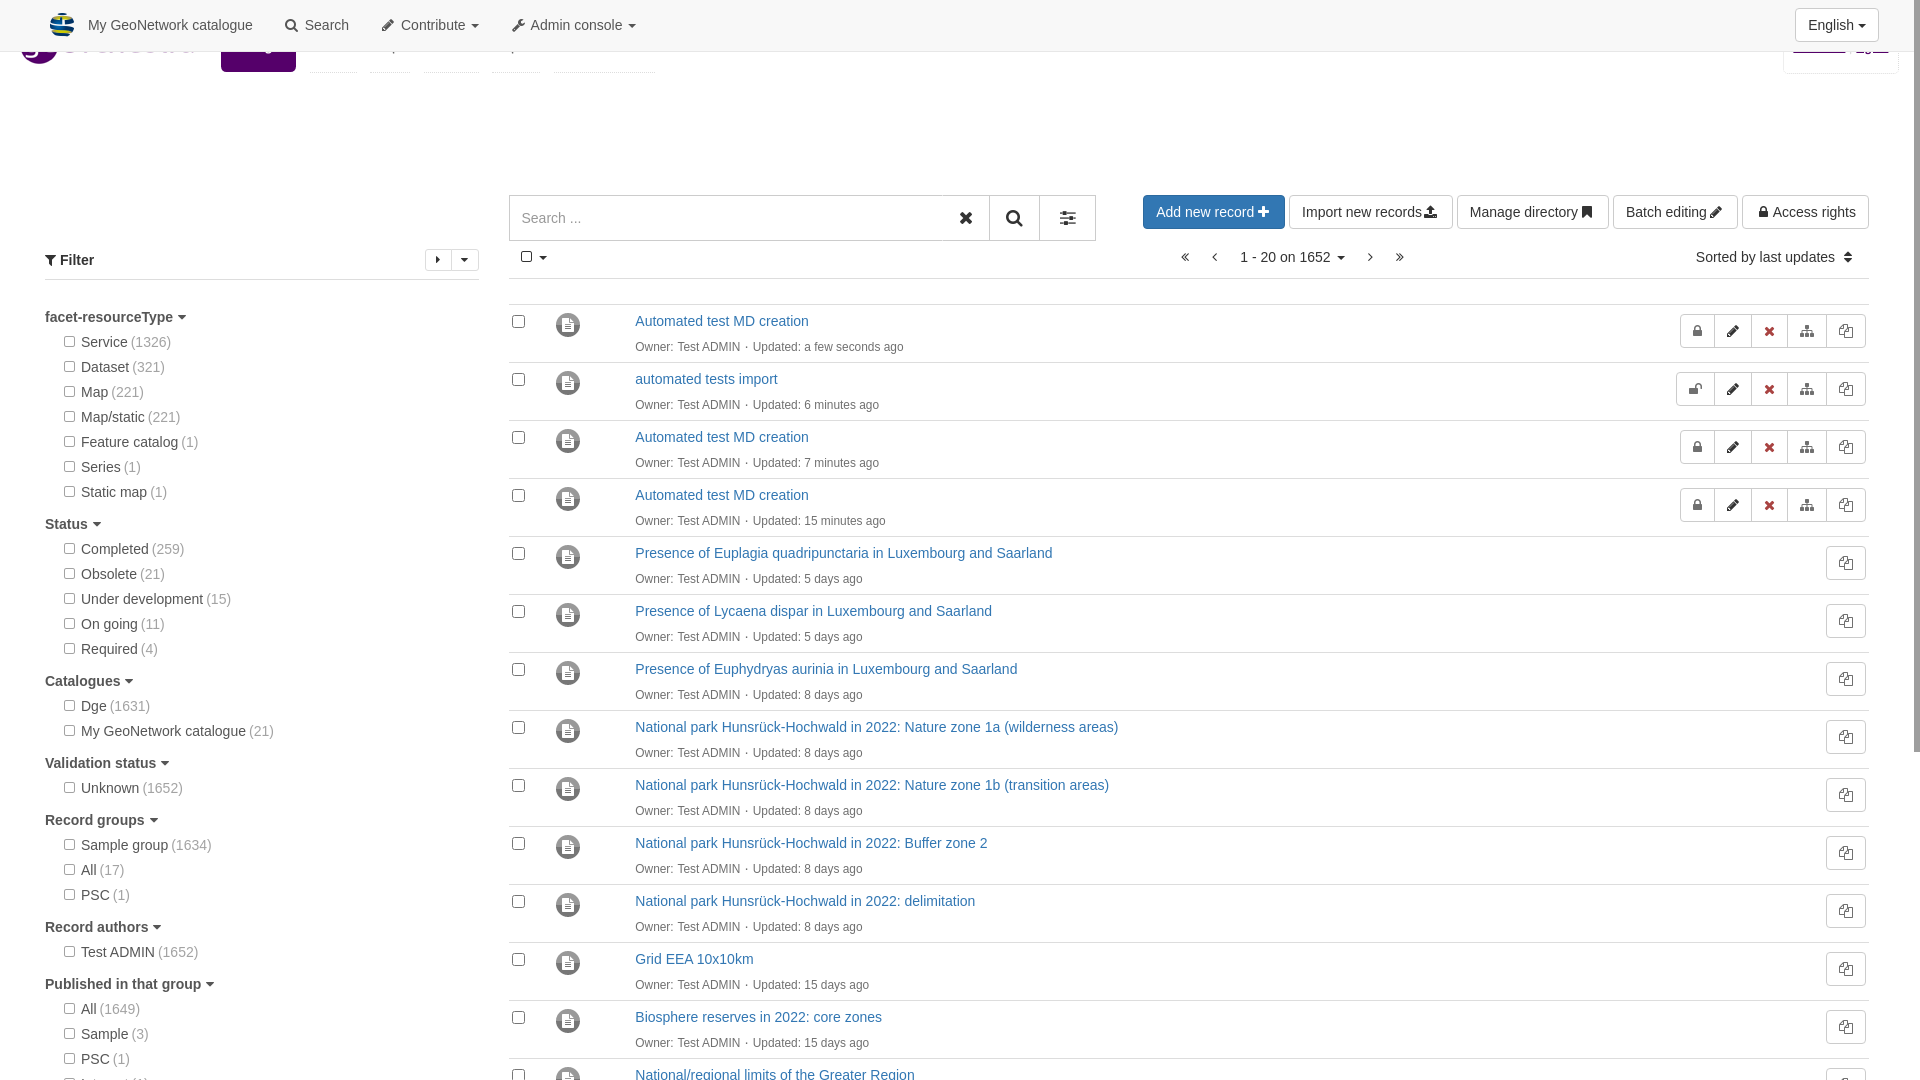 My GeoNetwork catalogue
Search
Contribute
Admin console
English
Search ...
Add new record
Import new records
Manage directory
Batch editing
Access rights
Filter
1 - 20 on 1652
Sorted by last updates
facet-resourceType
Service (1326)
Dataset (321)
Map (221)
Map/static (221)
Feature catalog (1)
Series (1)
Static map (1)
Status
Completed (259)
Obsolete (21)
Under development (15)
On going (11)
Required (4)
Catalogues
Dge (1631)
My GeoNetwork catalogue (21)
Validation status
Unknown (1652)
Record groups
Sample group (1634)
All (17)
PSC (1)
Record authors
Test ADMIN (1652)
Published in that group
All (1649)
Sample (3)
PSC (1)
Automated test MD creation
Owner: Test ADMIN · Updated: a few seconds ago
automated tests import
Owner: Test ADMIN · Updated: 6 minutes ago
Automated test MD creation
Owner: Test ADMIN · Updated: 7 minutes ago
Automated test MD creation
Owner: Test ADMIN · Updated: 15 minutes ago
Presence of Euplagia quadripunctaria in Luxembourg and Saarland
Owner: Test ADMIN · Updated: 5 days ago
Presence of Lycaena dispar in Luxembourg and Saarland
Owner: Test ADMIN · Updated: 5 days ago
Presence of Euphydryas aurinia in Luxembourg and Saarland
Owner: Test ADMIN · Updated: 8 days ago
National park Hunsrück-Hochwald in 2022: Nature zone 1a (wilderness areas)
Owner: Test ADMIN · Updated: 8 days ago
National park Hunsrück-Hochwald in 2022: Nature zone 1b (transition areas)
Owner: Test ADMIN · Updated: 8 days ago
National park Hunsrück-Hochwald in 2022: Buffer zone 2
Owner: Test ADMIN · Updated: 8 days ago
National park Hunsrück-Hochwald in 2022: delimitation
Owner: Test ADMIN · Updated: 8 days ago
Grid EEA 10x10km
Owner: Test ADMIN · Updated: 15 days ago
Biosphere reserves in 2022: core zones
Owner: Test ADMIN · Updated: 15 days ago
National/regional limits of the Greater Region